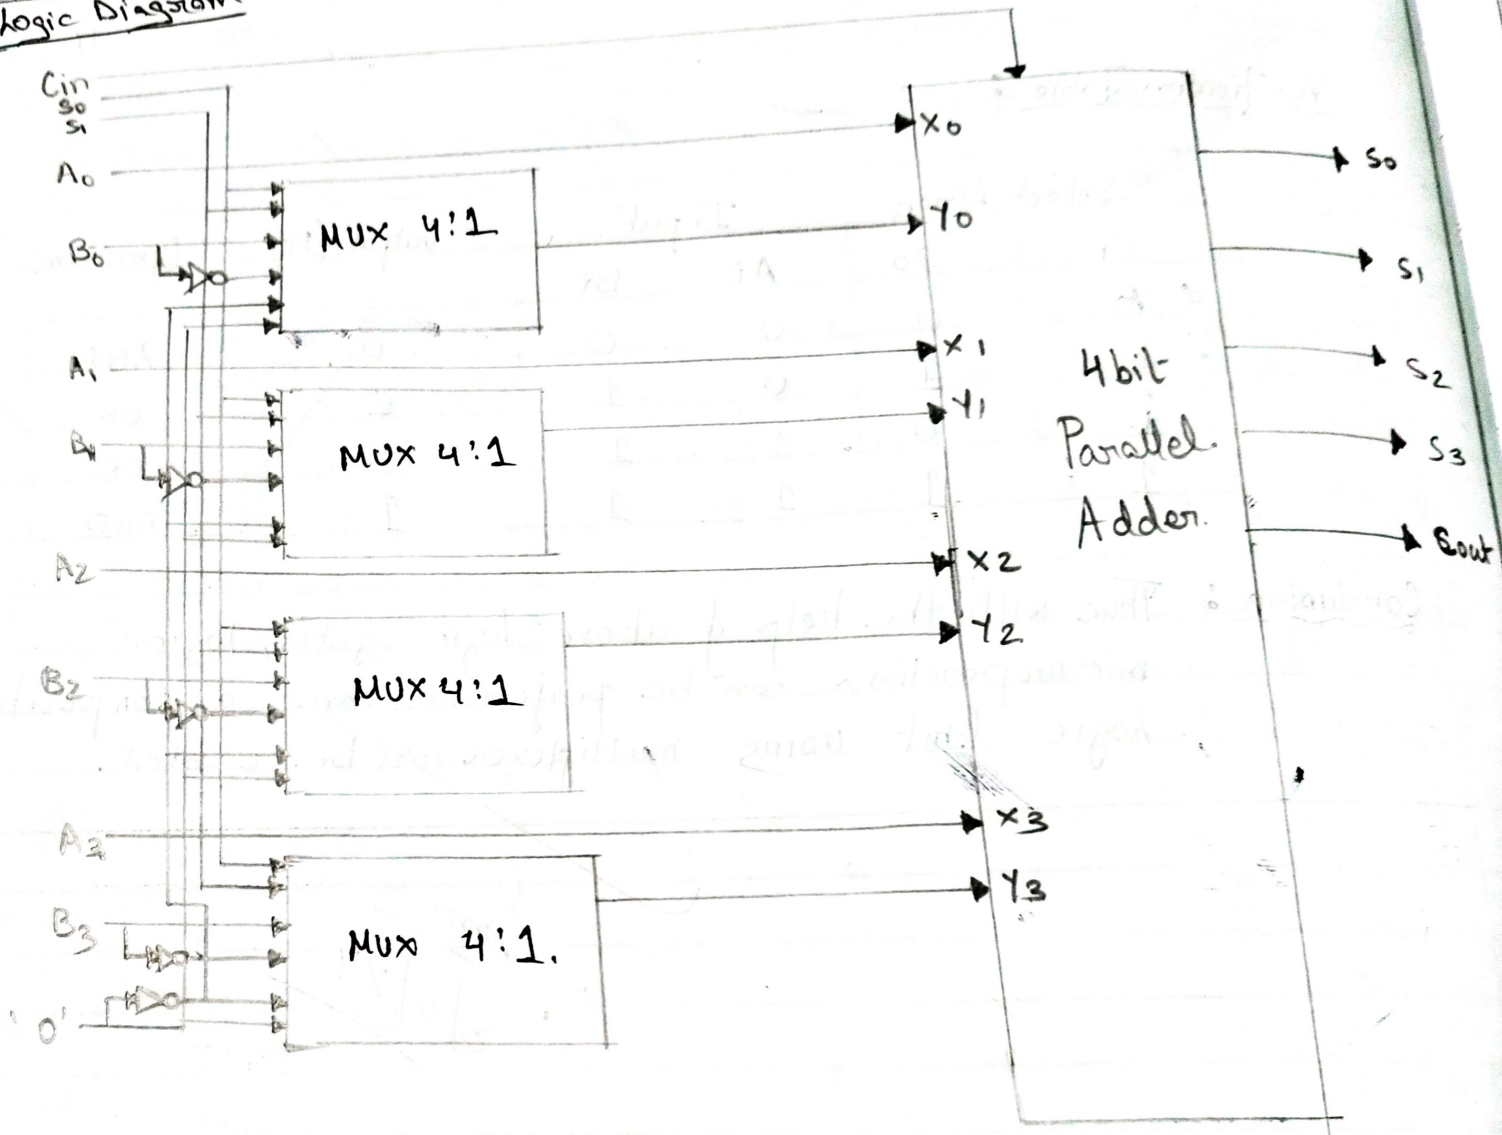 Logic Diagram
Cin
S0
S1
A0
X0
S0
B0
MUX 4:1
Y0
S1
A1
X1
4bit
S2
B1
MUX 4:1
Y1
Parallel
S3
Adder.
Cout
A2
X2
B2
MUX 4:1
Y2
A3
X3
B3
MUX 4:1.
Y3
'0'